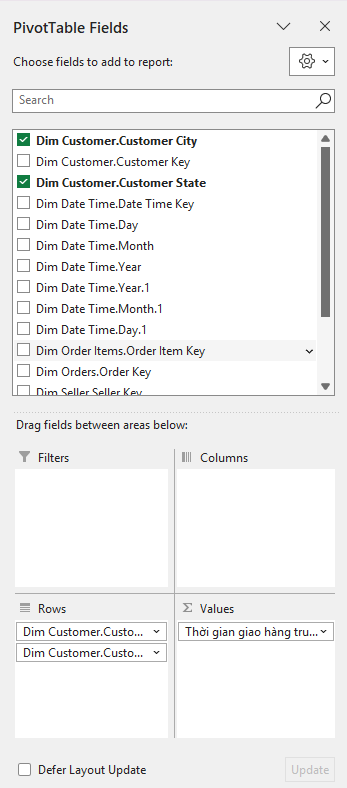 PivotTable Fields
Choose fields to add to report:
Search
Dim Customer.Customer City
Dim Customer.Customer Key
Dim Customer.Customer State
Dim Date Time.Date Time Key
Dim Date Time.Day
Dim Date Time.Month
Dim Date Time.Year
Dim Date Time.Year.1
Dim Date Time.Month.1
Dim Date Time.Day.1
Dim Order Items.Order Item Key
Dim Orders.Order Key
Dim Seller.Seller Key
Drag fields between areas below:
Filters
Columns
Rows
Σ Values
Dim Customer.Custo...
Thời gian giao hàng tru...
Dim Customer.Custo...
Defer Layout Update
Update